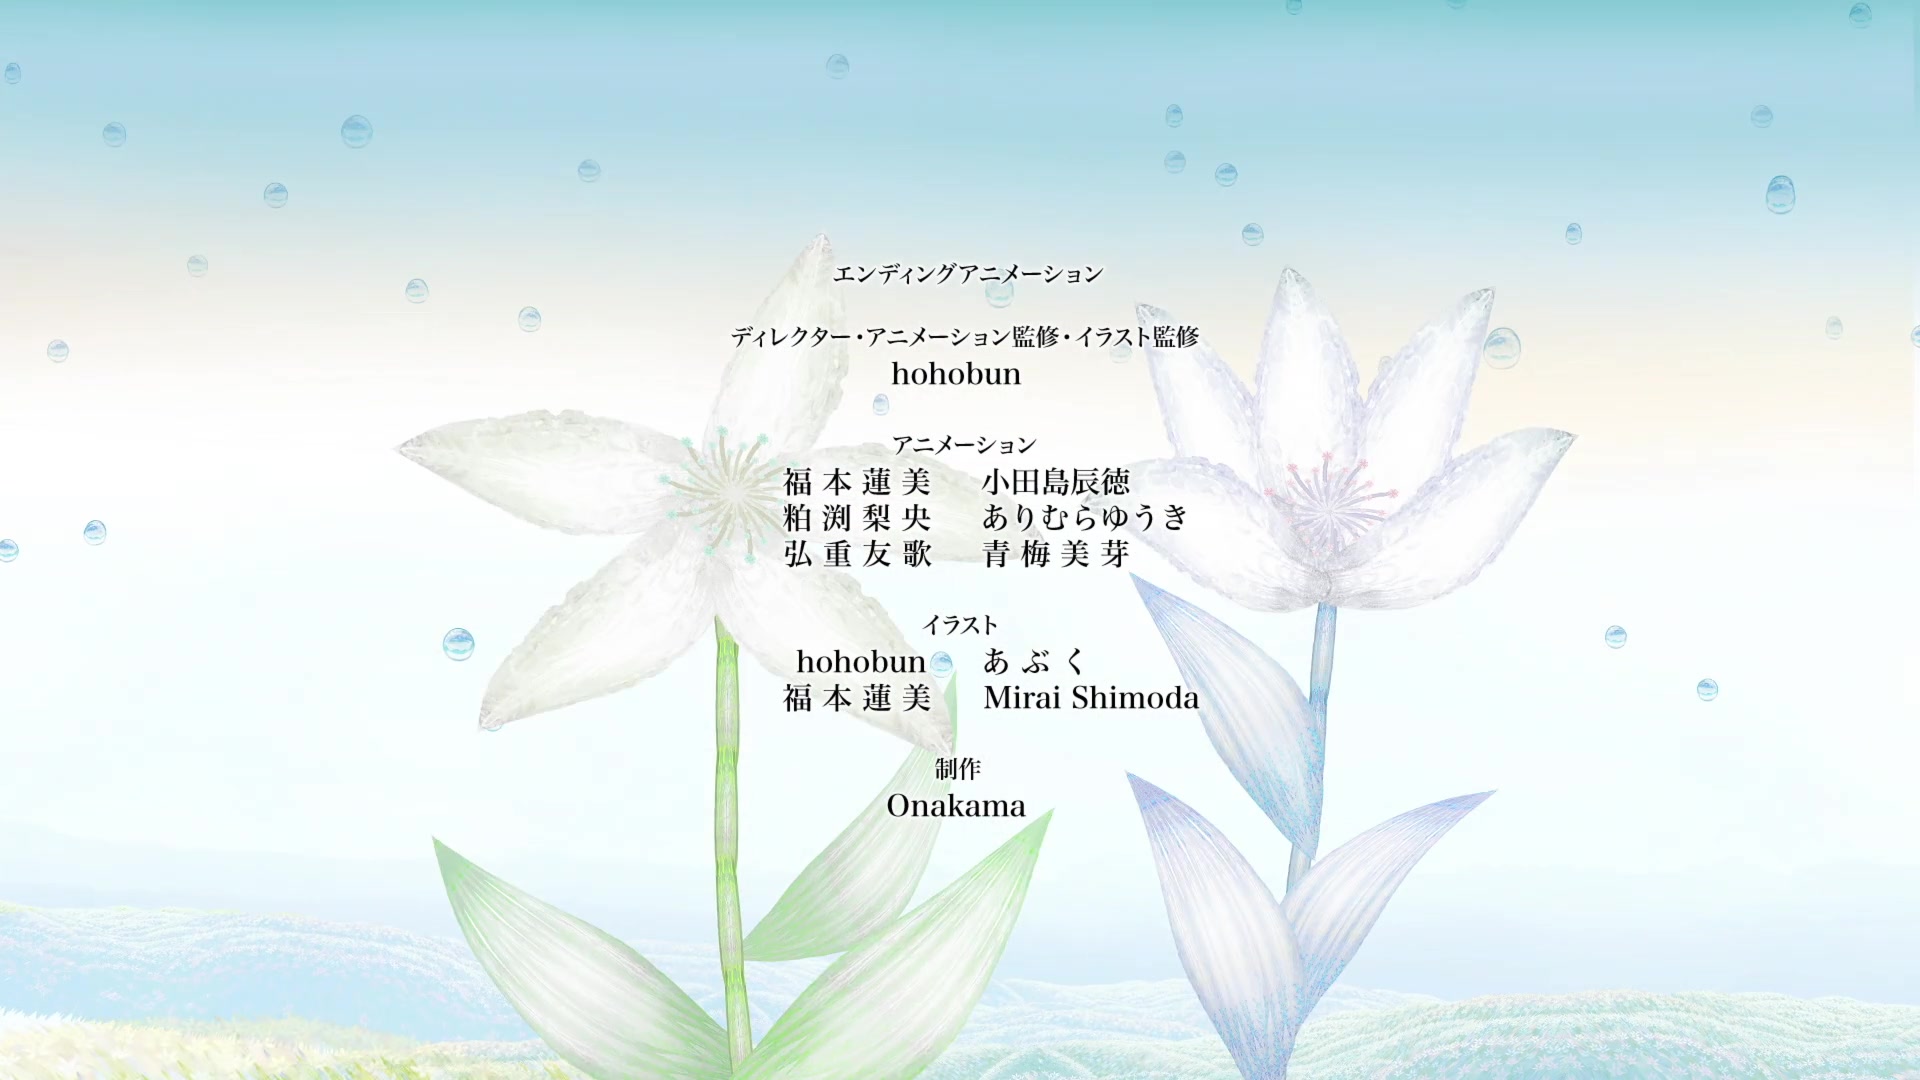 エンディングアニメーション
ディレクター・アニメーション監修・イラスト監修
hohobun
アニメーション
福本蓮美　小田島辰徳
粕渕梨央　ありむらゆうき
弘重友歌　青梅美芽
イラスト
hohobun　あぶく
福本蓮美　Mirai Shimoda
制作
Onakama